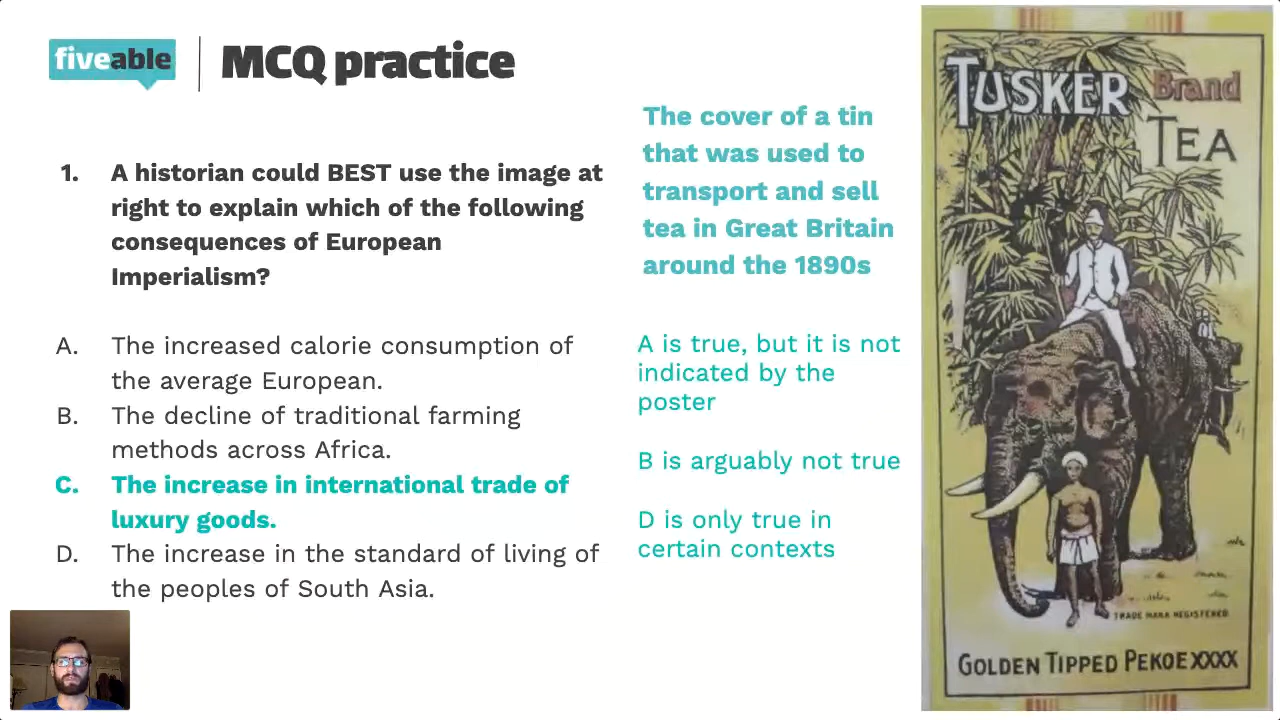 fiveable
MCQ practice
1. A historian could BEST use the image at
right to explain which of the following
consequences of European
Imperialism?
A. The increased calorie consumption of
the average European.
B. The decline of traditional farming
methods across Africa.
C. The increase in international trade of
luxury goods.
D. The increase in the standard of living of
the peoples of South Asia.
The cover of a tin
that was used to
transport and sell
tea in Great Britain
around the 1890s
A is true, but it is not
indicated by the
poster
B is arguably not true
D is only true in
certain contexts
TUSKER Brand
TEA
TRADE MARK REGISTERED
GOLDEN TIPPED PEKOE XXXX